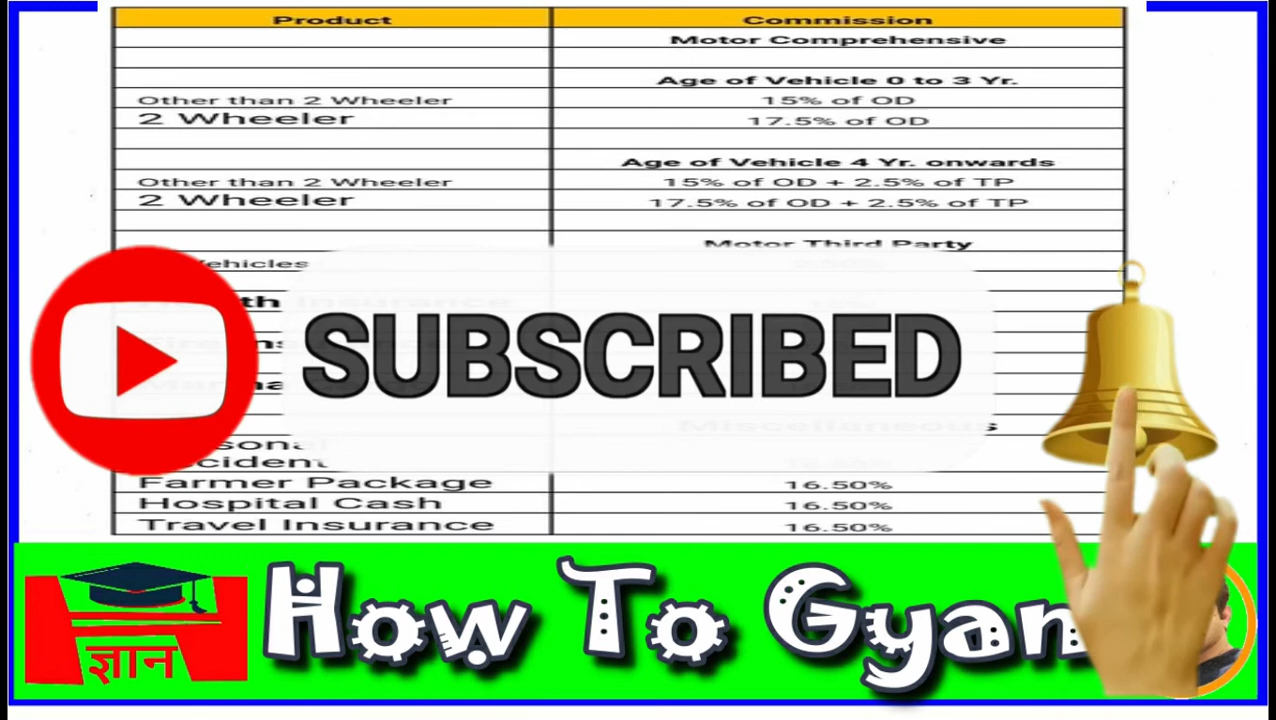 Product Commission
Motor Comprehensive
Age of Vehicle 0 to 3 Yr.
Other than 2 Wheeler 15% of OD
2 Wheeler 17.5% of OD
Age of Vehicle 4 Yr. onwards
Other than 2 Wheeler 15% of OD + 2.5% of TP
2 Wheeler 17.5% of OD + 2.5% of TP
Motor Third Party
SUBSCRIBED
Miscellaneous
Farmer Package 16.50%
Hospital Cash 16.50%
Travel Insurance 16.50%
ज्ञान
How To Gyan